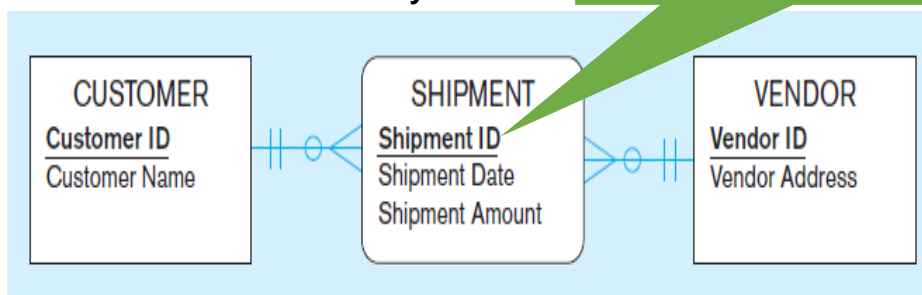 CUSTOMER
Customer ID
Customer Name
SHIPMENT
Shipment ID
Shipment Date
Shipment Amount
VENDOR
Vendor ID
Vendor Address